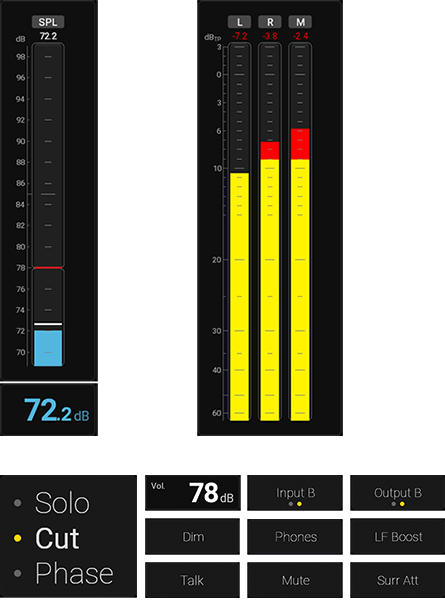 SPL
dB 72.2
98
96
94
92
90
88
86
84
82
80
78
76
74
72
70
72.2 dB
L R M
dBTP -7.2 -3.8 -2.4
3
0
3
6
10
20
30
40
60
Solo
Cut
Phase
Vol. 78 dB
Input B
Output B
Dim
Phones
LF Boost
Talk
Mute
Surr Att